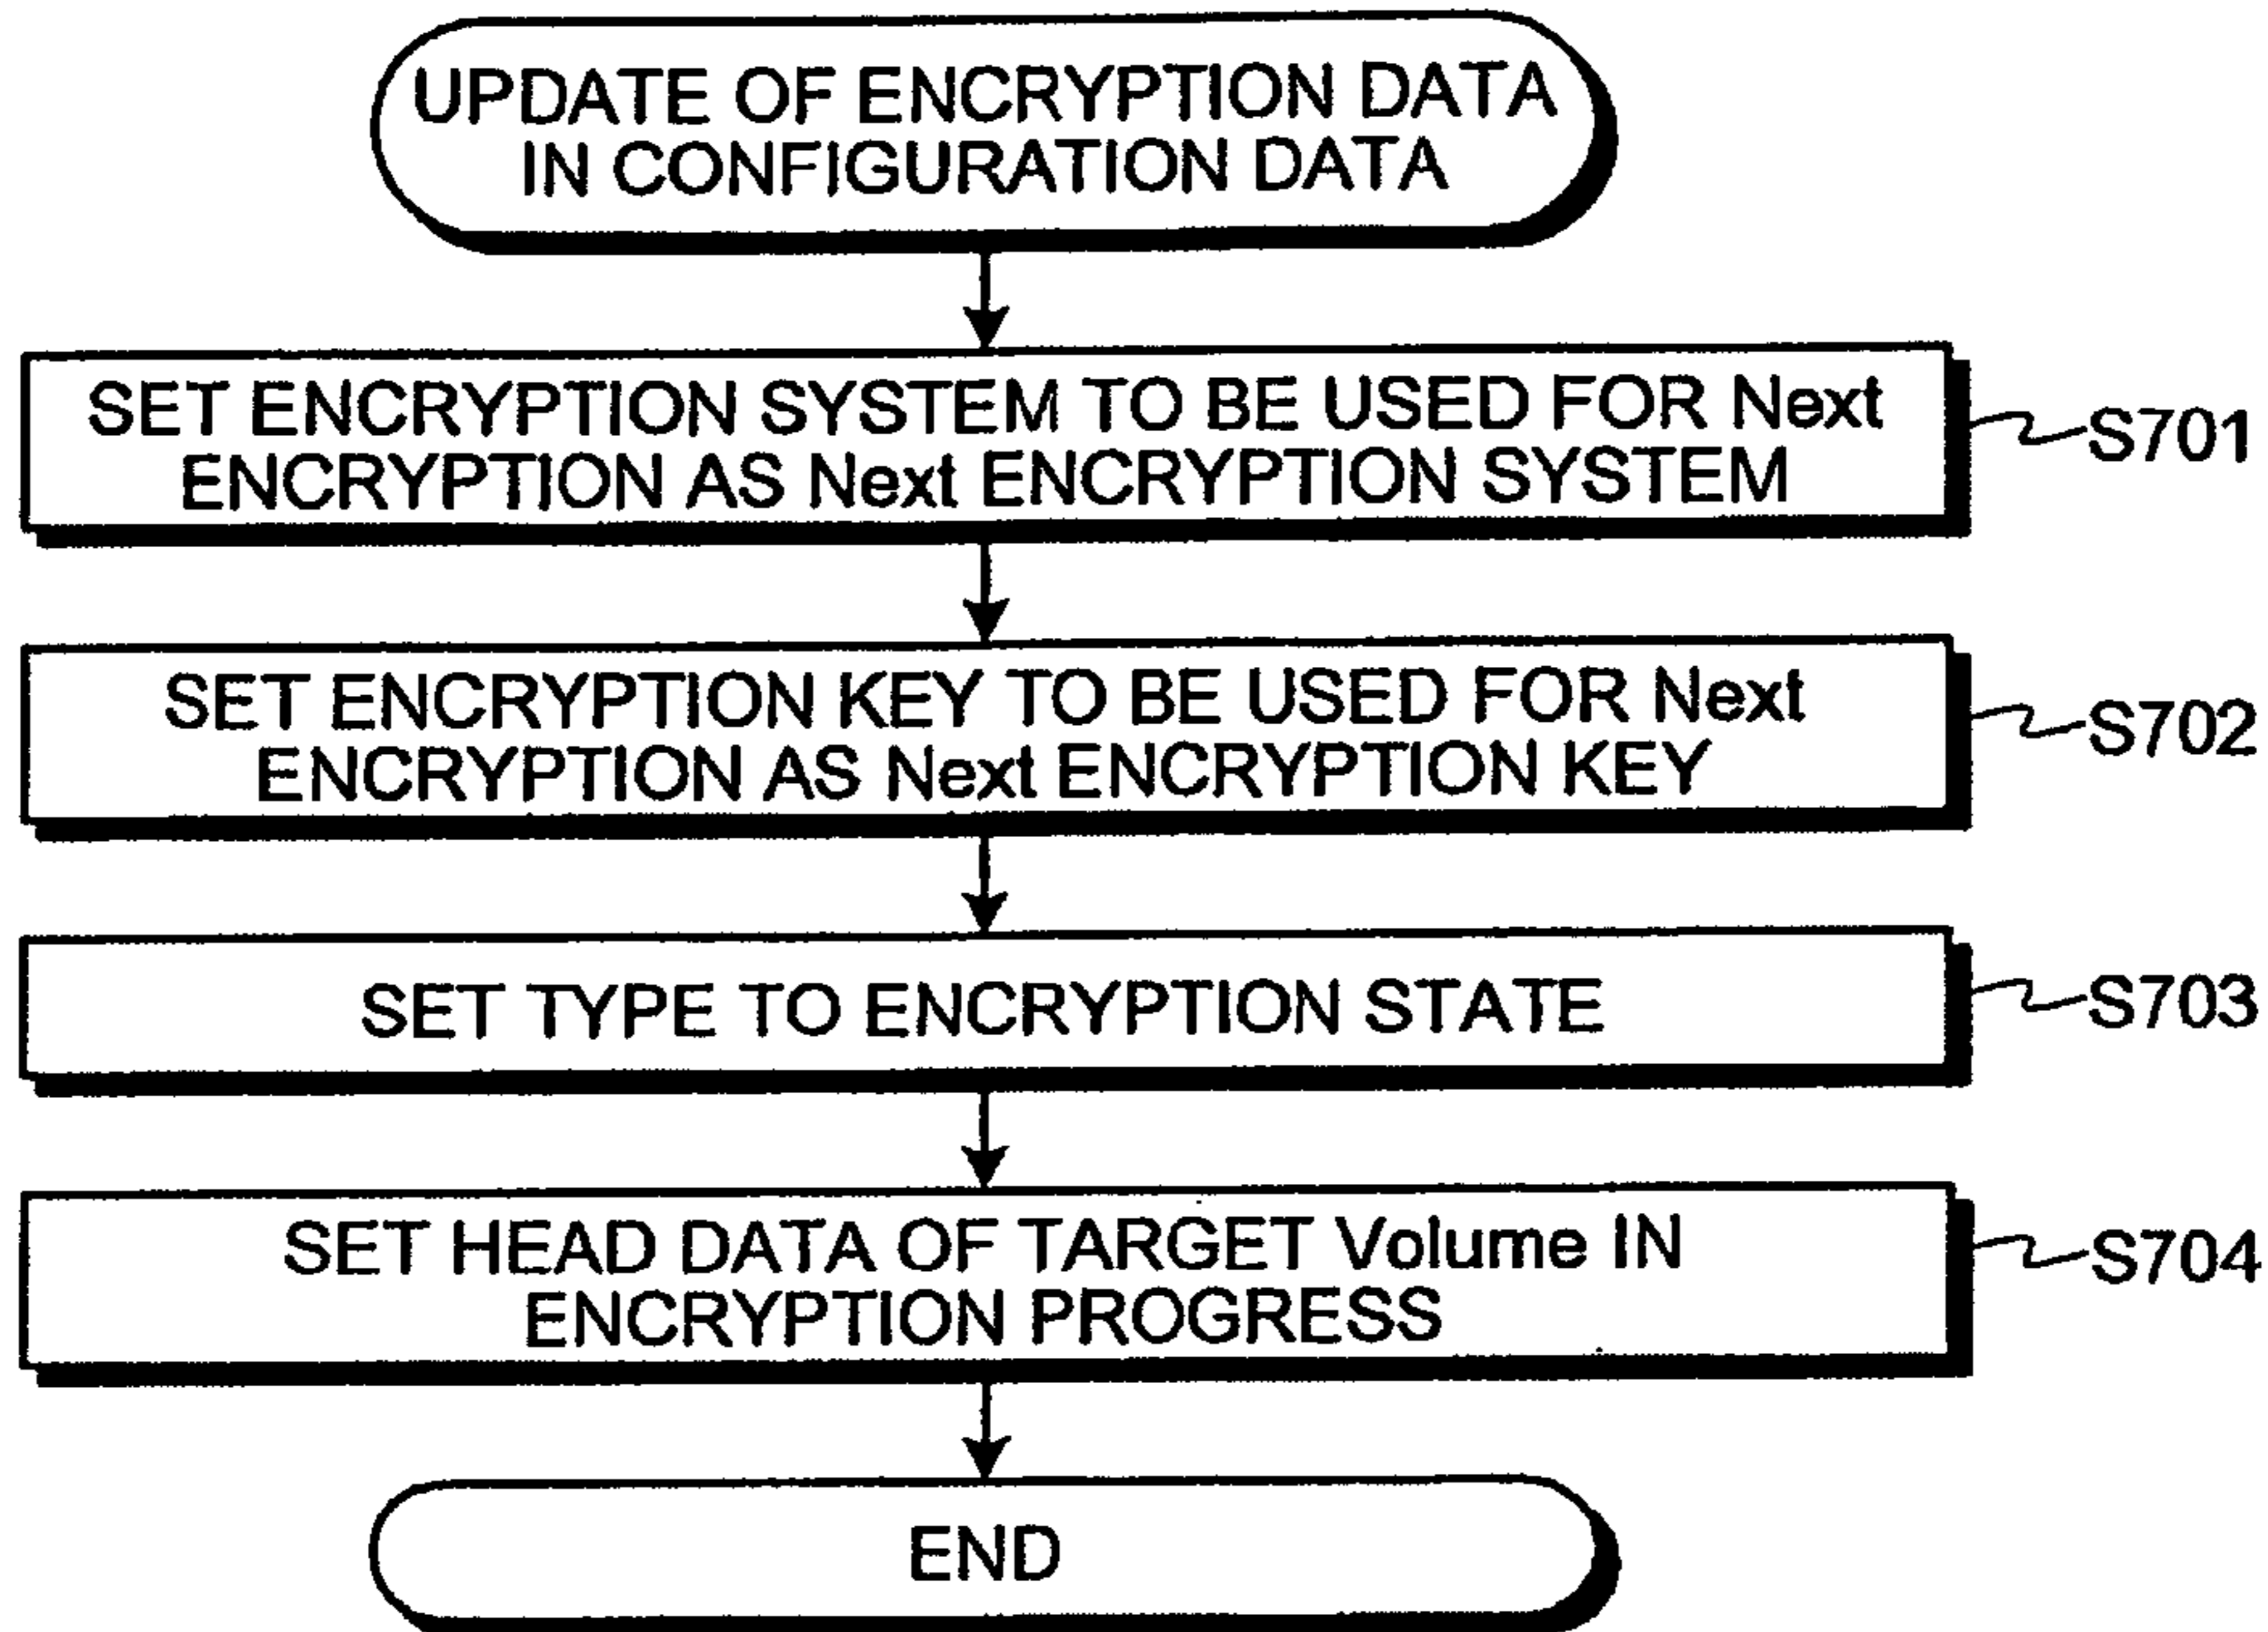 UPDATE OF ENCRYPTION DATA
IN CONFIGURATION DATA
SET ENCRYPTION SYSTEM TO BE USED FOR Next
ENCRYPTION AS Next ENCRYPTION SYSTEM
S701
SET ENCRYPTION KEY TO BE USED FOR Next
ENCRYPTION AS Next ENCRYPTION KEY
S702
SET TYPE TO ENCRYPTION STATE
S703
SET HEAD DATA OF TARGET Volume IN
ENCRYPTION PROGRESS
S704
END